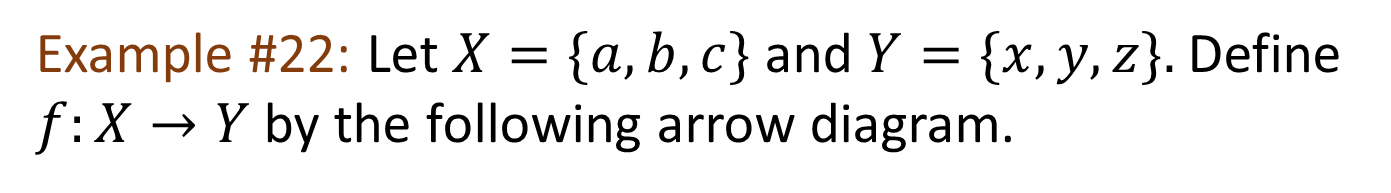 Example #22: Let 𝑋 = {𝑎, 𝑏, 𝑐} and 𝑌 = {𝑥, 𝑦, 𝑧}. Define
𝑓: 𝑋 → 𝑌 by the following arrow diagram.